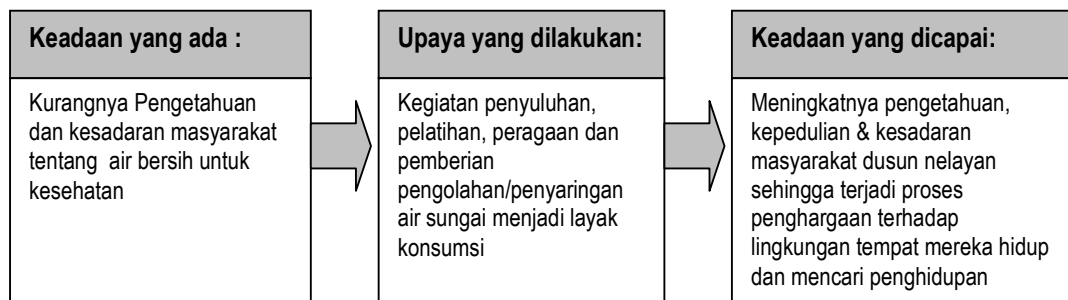 Keadaan yang ada :
Kurangnya Pengetahuan
dan kesadaran masyarakat
tentang air bersih untuk
kesehatan
Upaya yang dilakukan:
Kegiatan penyuluhan,
pelatihan, peragaan dan
pemberian
pengolahan/penyaringan
air sungai menjadi layak
konsumsi
Keadaan yang dicapai:
Meningkatnya pengetahuan,
kepedulian & kesadaran
masyarakat dusun nelayan
sehingga terjadi proses
penghargaan terhadap
lingkungan tempat mereka hidup
dan mencari penghidupan